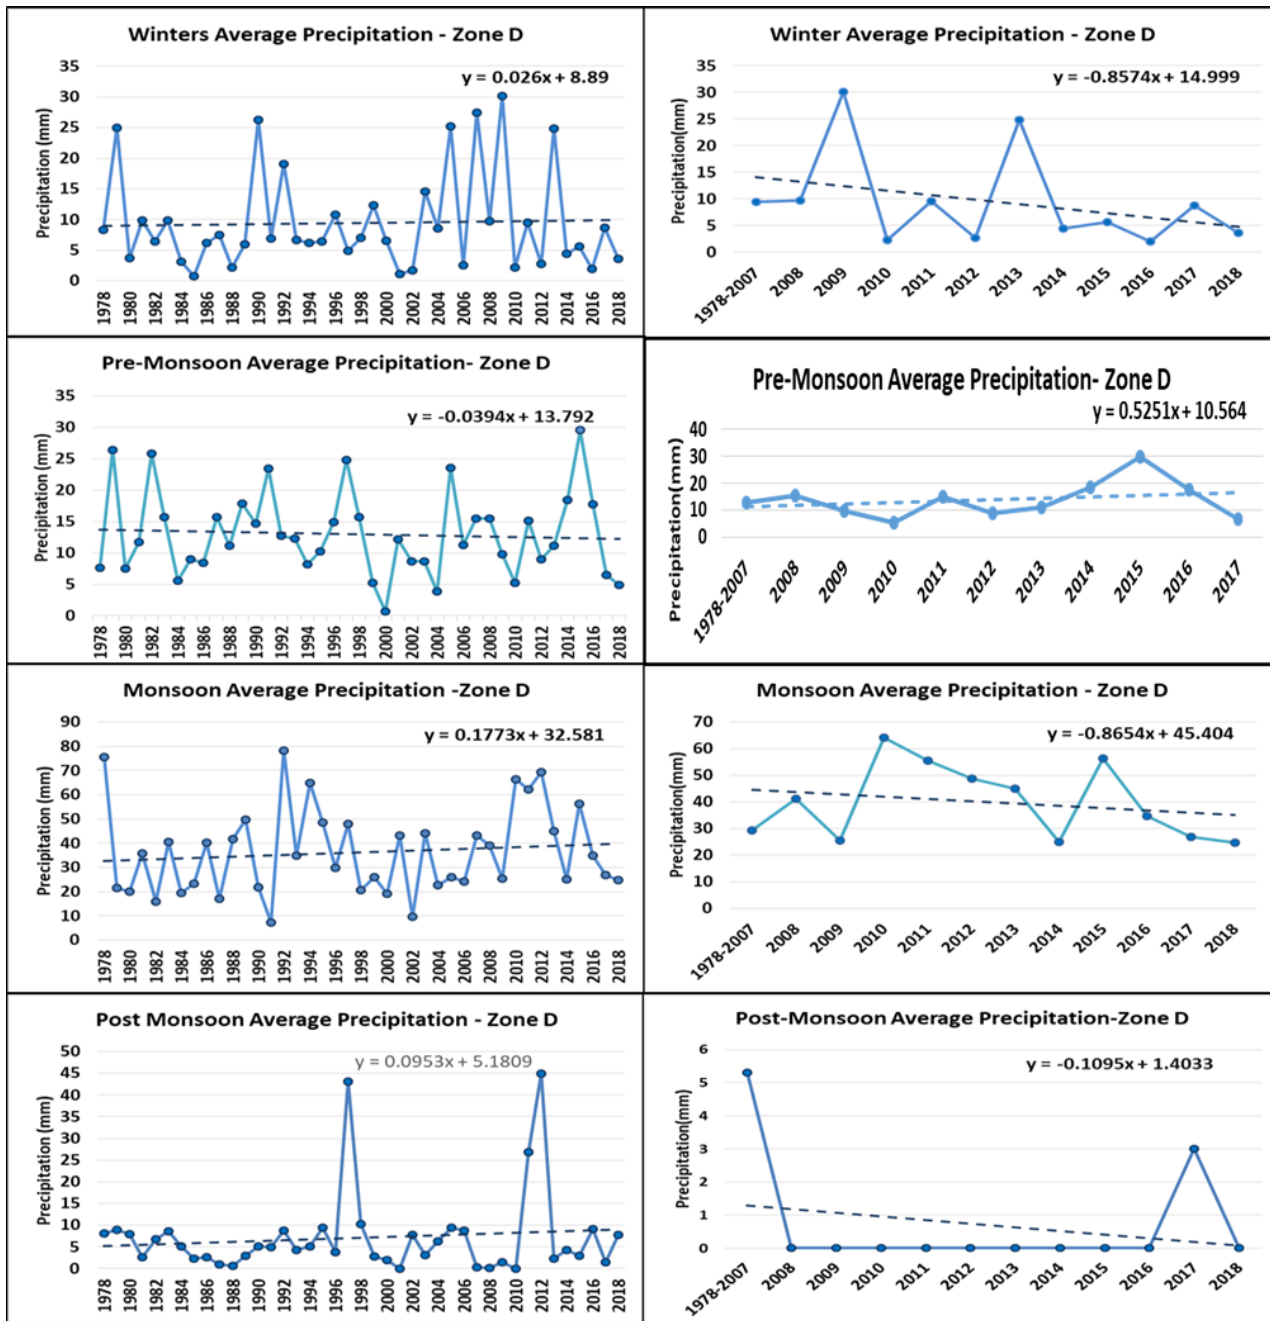 Winters Average Precipitation - Zone D
y = 0.026x + 8.89
Precipitation (mm)
35
30
25
20
15
10
5
0
1978 1980 1982 1984 1986 1988 1990 1992 1994 1996 1998 2000 2002 2004 2006 2008 2010 2012 2014 2016 2018
Winter Average Precipitation - Zone D
y = -0.8574x + 14.999
Precipitation(mm)
35
30
25
20
15
10
5
0
1978-2007 2008 2009 2010 2011 2012 2013 2014 2015 2016 2017 2018
Pre-Monsoon Average Precipitation- Zone D
y = -0.0394x + 13.792
Precipitation (mm)
35
30
25
20
15
10
5
0
1978 1980 1982 1984 1986 1988 1990 1992 1994 1996 1998 2000 2002 2004 2006 2008 2010 2012 2014 2016 2018
Pre-Monsoon Average Precipitation- Zone D
y = 0.5251x + 10.564
Precipitation(mm)
40
30
20
10
0
1978-2007 2008 2009 2010 2011 2012 2013 2014 2015 2016 2017
Monsoon Average Precipitation -Zone D
y = 0.1773x + 32.581
Precipitation (mm)
90
80
70
60
50
40
30
20
10
0
1978 1980 1982 1984 1986 1988 1990 1992 1994 1996 1998 2000 2002 2004 2006 2008 2010 2012 2014 2016 2018
Monsoon Average Precipitation - Zone D
y = -0.8654x + 45.404
Precipitation(mm)
70
60
50
40
30
20
10
0
1978-2007 2008 2009 2010 2011 2012 2013 2014 2015 2016 2017 2018
Post Monsoon Average Precipitation - Zone D
y = 0.0953x + 5.1809
Precipitation (mm)
50
45
40
35
30
25
20
15
10
5
0
1978 1980 1982 1984 1986 1988 1990 1992 1994 1996 1998 2000 2002 2004 2006 2008 2010 2012 2014 2016 2018
Post-Monsoon Average Precipitation-Zone D
y = -0.1095x + 1.4033
Precipitation(mm)
6
5
4
3
2
1
0
1978-2007 2008 2009 2010 2011 2012 2013 2014 2015 2016 2017 2018